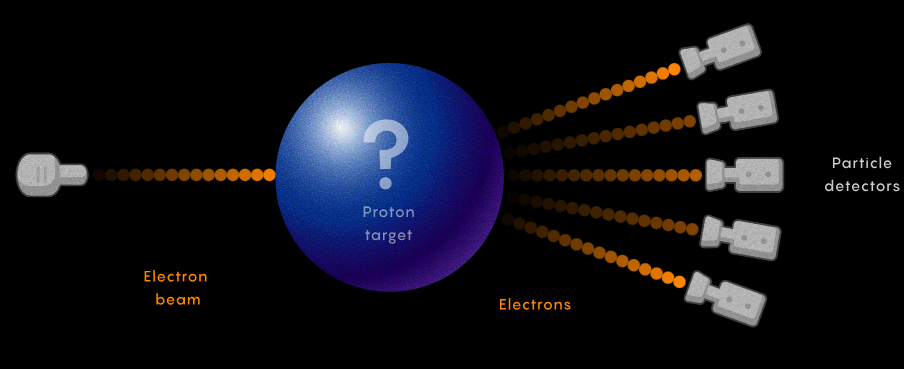 ?
Proton
target
Electron
beam
Electrons
Particle
detectors